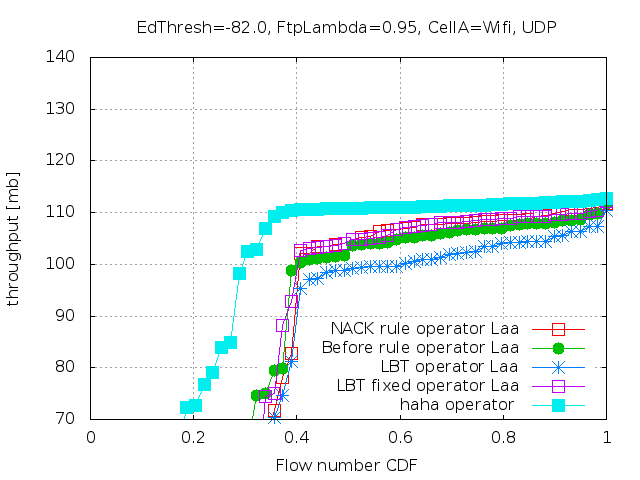 EdThresh=-82.0, FtpLambda=0.95, CellA=Wifi, UDP
140
130
120
110
100
90
80
70
throughput [mb]
NACK rule operator Laa
Before rule operator Laa
LBT operator Laa
LBT fixed operator Laa
haha operator
0 0.2 0.4 0.6 0.8 1
Flow number CDF